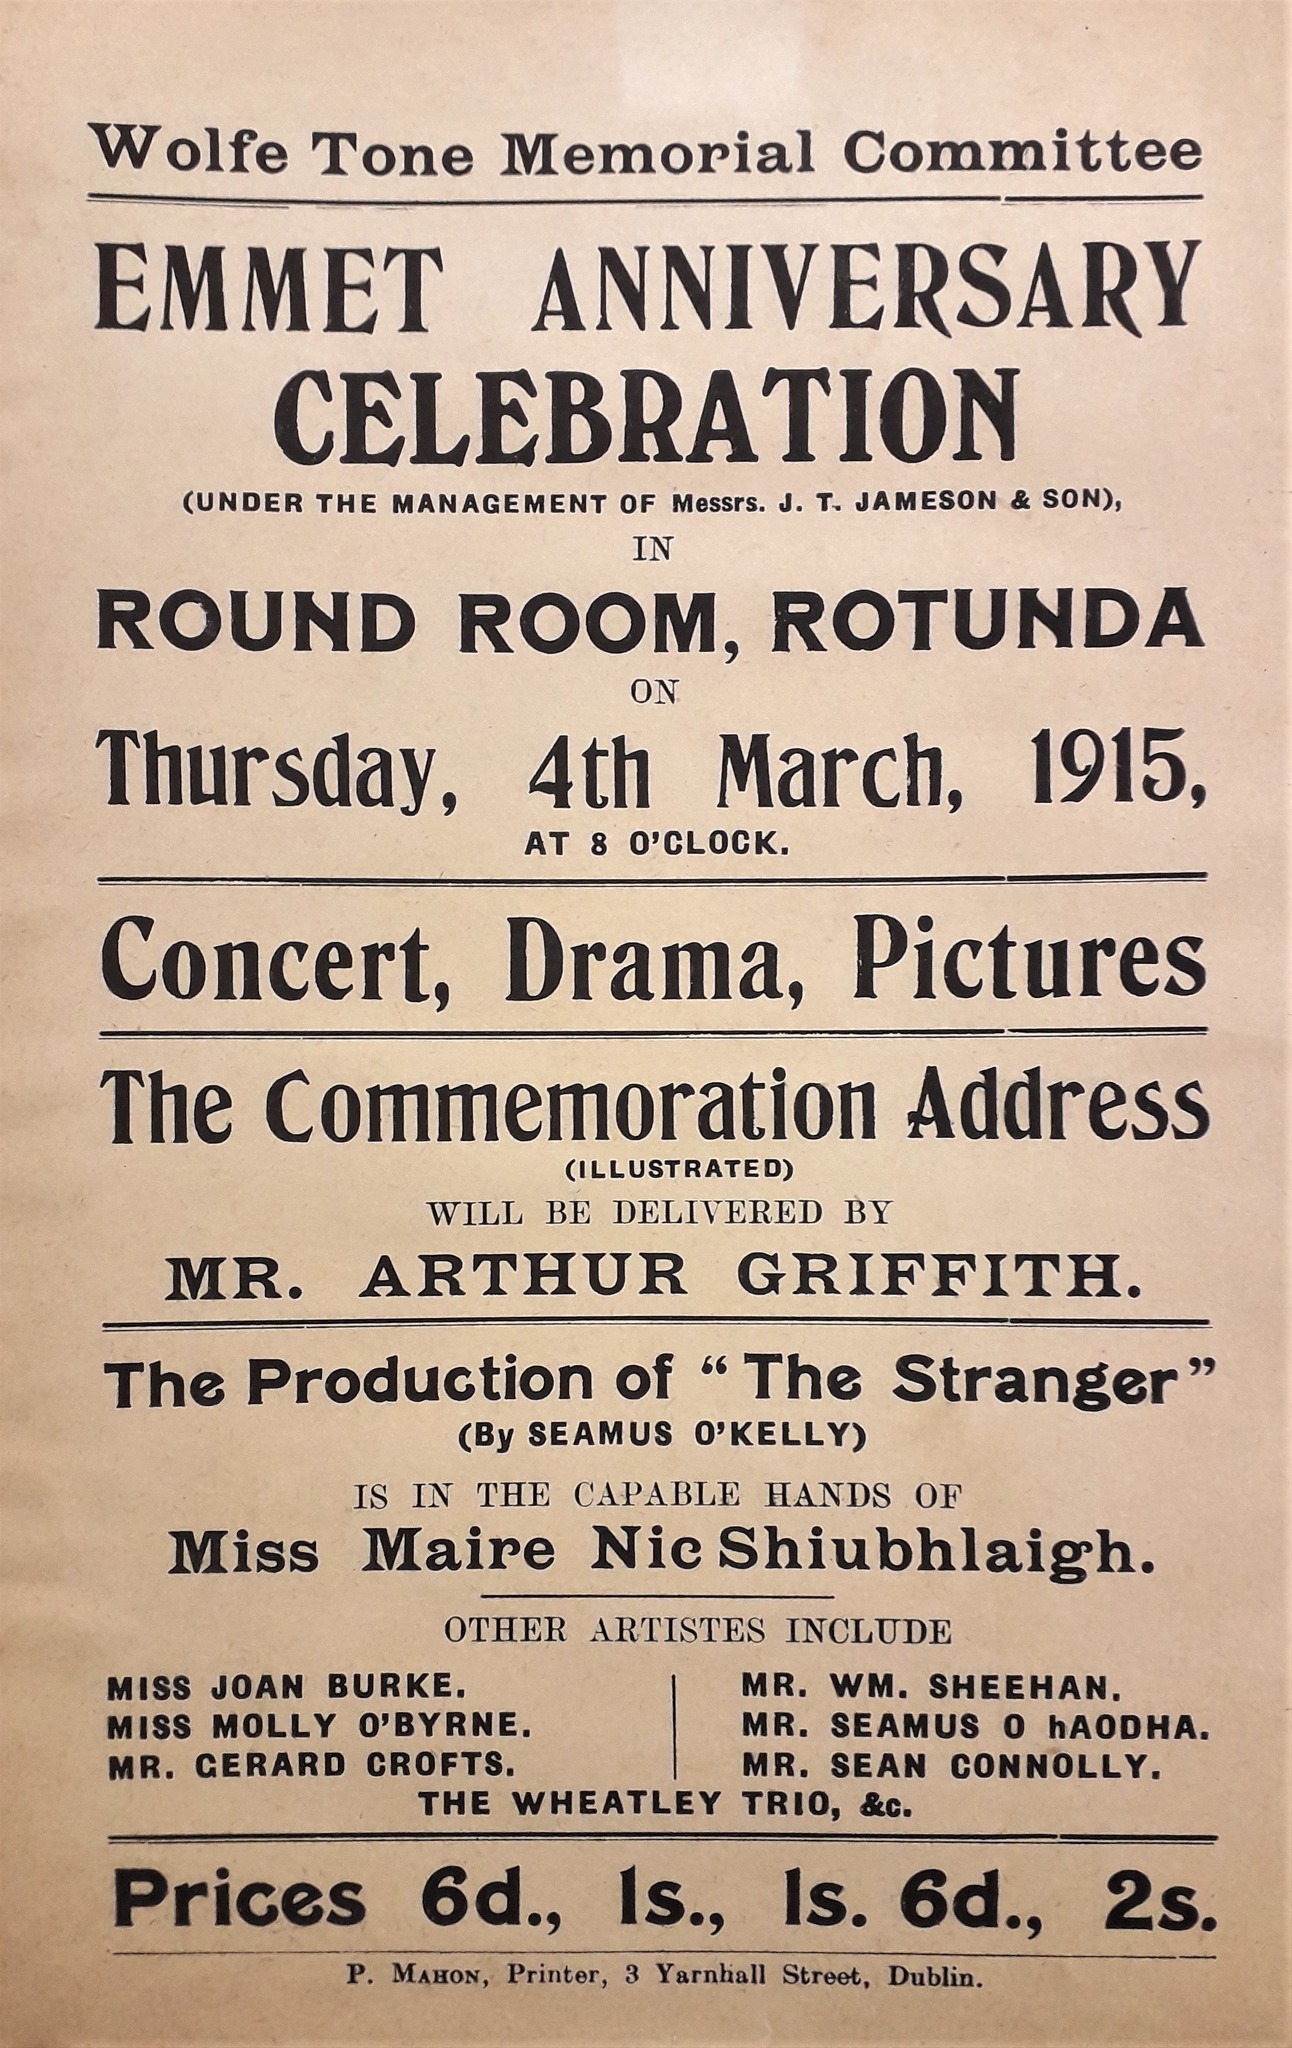 Wolfe Tone Memorial Committee
EMMET ANNIVERSARY
CELEBRATION
(UNDER THE MANAGEMENT OF Messrs. J. T. JAMESON & SON),
IN
ROUND ROOM, ROTUNDA
ON
Thursday, 4th March, 1915,
AT 8 O'CLOCK.
Concert, Drama, Pictures
The Commemoration Address
(ILLUSTRATED)
WILL BE DELIVERED BY
MR. ARTHUR GRIFFITH.
The Production of “The Stranger”
(By SEAMUS O'KELLY)
IS IN THE CAPABLE HANDS OF
Miss Maire Nic Shiubhlaigh.
OTHER ARTISTES INCLUDE
MISS JOAN BURKE.
MISS MOLLY O'BYRNE.
MR. GERARD CROFTS.
MR. WM. SHEEHAN.
MR. SEAMUS O hAODHA.
MR. SEAN CONNOLLY.
THE WHEATLEY TRIO, &c.
Prices 6d., 1s., 1s. 6d., 2s.
P. MAHON, Printer, 3 Yarnhall Street, Dublin.